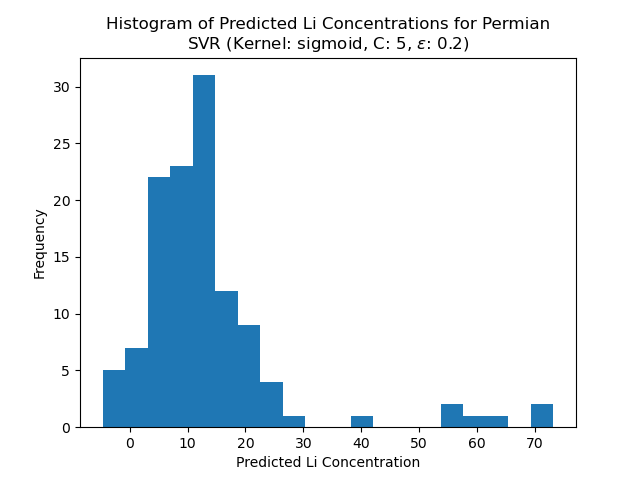 Histogram of Predicted Li Concentrations for Permian
SVR (Kernel: sigmoid, C: 5, ε: 0.2)
30
25
20
15
10
5
0
Frequency
0 10 20 30 40 50 60 70
Predicted Li Concentration